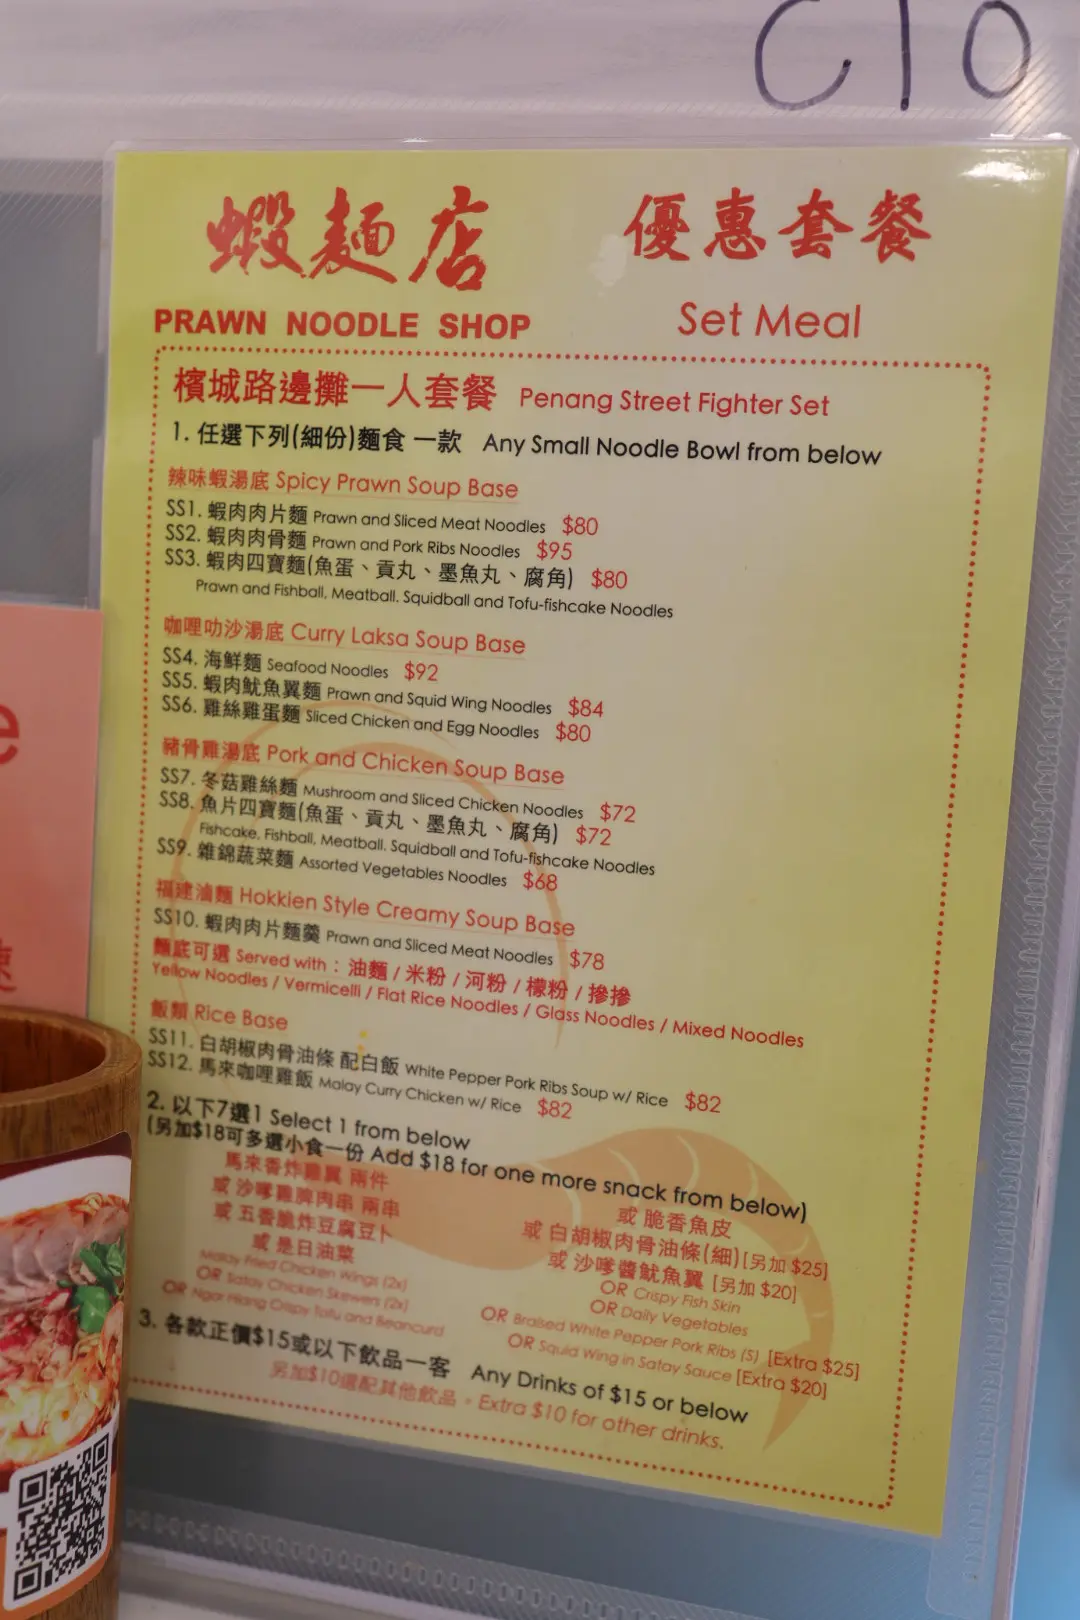 C10
蝦麵店
PRAWN NOODLE SHOP
優惠套餐
Set Meal
檳城路邊攤一人套餐 Penang Street Fighter Set
1. 任選下列(細份)麵食 一款 Any Small Noodle Bowl from below
辣味蝦湯底 Spicy Prawn Soup Base
SS1. 蝦肉肉片麵 Prawn and Sliced Meat Noodles $80
SS2. 蝦肉肉骨麵 Prawn and Pork Ribs Noodles $95
SS3. 蝦肉四寶麵(魚蛋、貢丸、墨魚丸、腐角) $80
Prawn and Fishball, Meatball. Squidball and Tofu-fishcake Noodles
咖哩叻沙湯底 Curry Laksa Soup Base
SS4. 海鮮麵 Seafood Noodles $92
SS5. 蝦肉魷魚翼麵 Prawn and Squid Wing Noodles $84
SS6. 雞絲雞蛋麵 Sliced Chicken and Egg Noodles $80
豬骨雞湯底 Pork and Chicken Soup Base
SS7. 冬菇雞絲麵 Mushroom and Sliced Chicken Noodles $72
SS8. 魚片四寶麵(魚蛋、貢丸、墨魚丸、腐角) $72
Fishcake, Fishball, Meatball. Squidball and Tofu-fishcake Noodles
SS9. 雜錦蔬菜麵 Assorted Vegetables Noodles $68
福建滷麵 Hokkien Style Creamy Soup Base
SS10. 蝦肉肉片麵羹 Prawn and Sliced Meat Noodles $78
麵底可選 Served with : 油麵 / 米粉 / 河粉 / 檬粉 / 摻摻
Yellow Noodles / Vermicelli / Flat Rice Noodles / Glass Noodles / Mixed Noodles
飯類 Rice Base
SS11. 白胡椒肉骨油條 配白飯 White Pepper Pork Ribs Soup w/ Rice $82
SS12. 馬來咖哩雞飯 Malay Curry Chicken w/ Rice $82
2. 以下7選1 Select 1 from below
(另加$18可多選小食一份 Add $18 for one more snack from below)
馬來香炸雞翼 兩件
或 沙嗲雞髀肉串 兩串
或 五香脆炸豆腐豆卜
或 是日油菜
或 脆香魚皮
或 白胡椒肉骨油條(細)[另加 $25]
或 沙嗲醬魷魚翼 [另加 $20]
Malay Fried Chicken Wings (2x)
OR Satay Chicken Skewers (2x)
OR Ngor Hiang Crispy Tofu and Beancurd
OR Crispy Fish Skin
OR Daily Vegetables
OR Braised White Pepper Pork Ribs (S) [Extra $25]
OR Squid Wing in Satay Sauce [Extra $20]
3. 各款正價$15或以下飲品一客 Any Drinks of $15 or below
另加$10選配其他飲品。Extra $10 for other drinks.
e
速